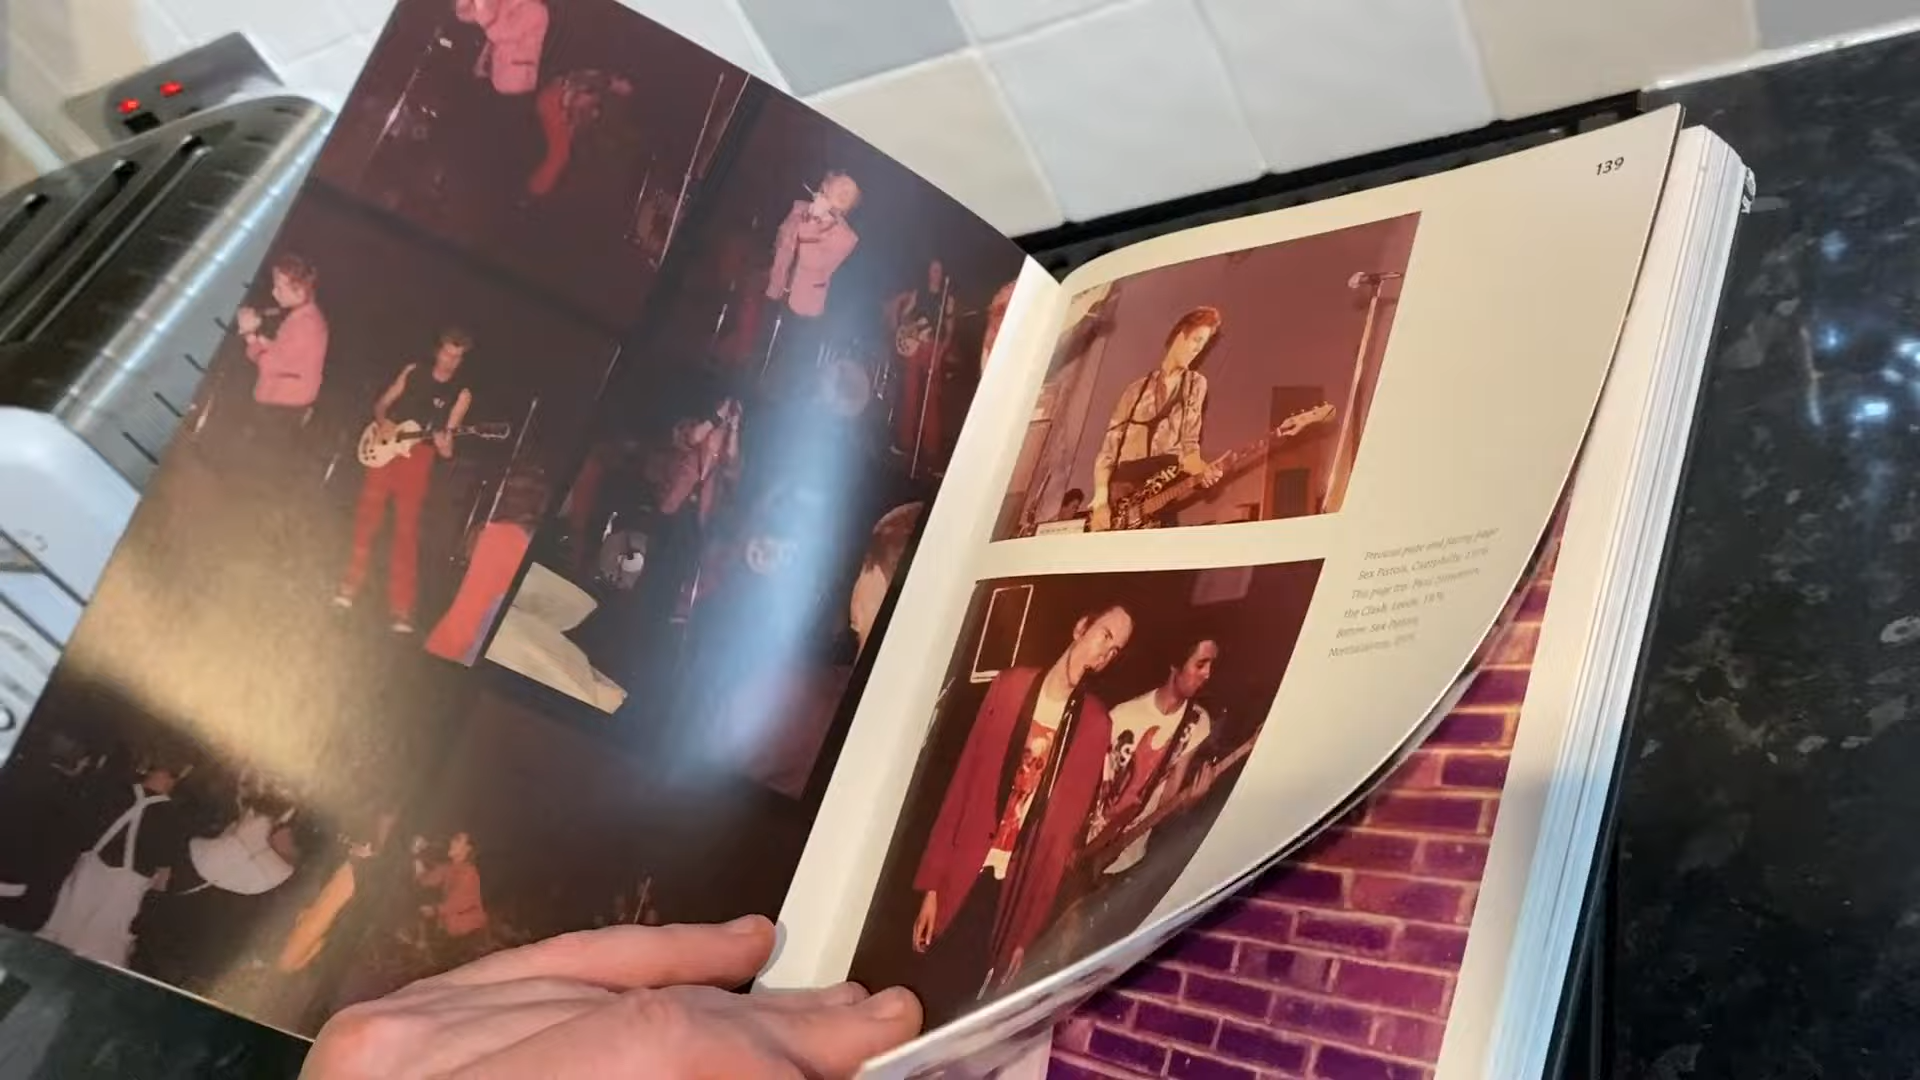 139
Previous page and facing page:
Sex Pistols, Caerphilly, 1976.
This page top: Paul Simonon,
the Clash, Leeds, 1976.
Bottom: Sex Pistols,